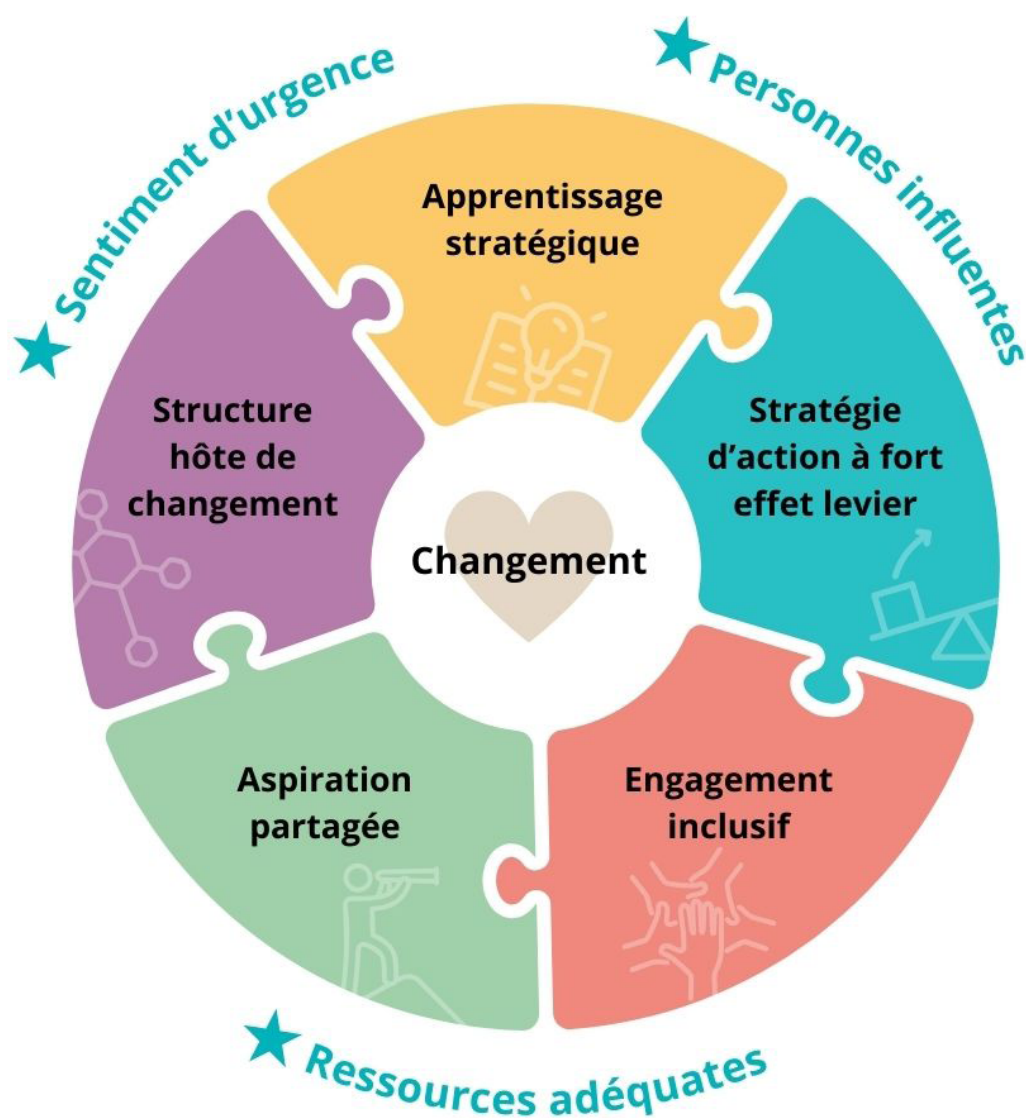 Sentiment d'urgence
Personnes influentes
Apprentissage
stratégique
Structure
hôte de
changement
Stratégie
d'action à fort
effet levier
Changement
Aspiration
partagée
Engagement
inclusif
Ressources adéquates